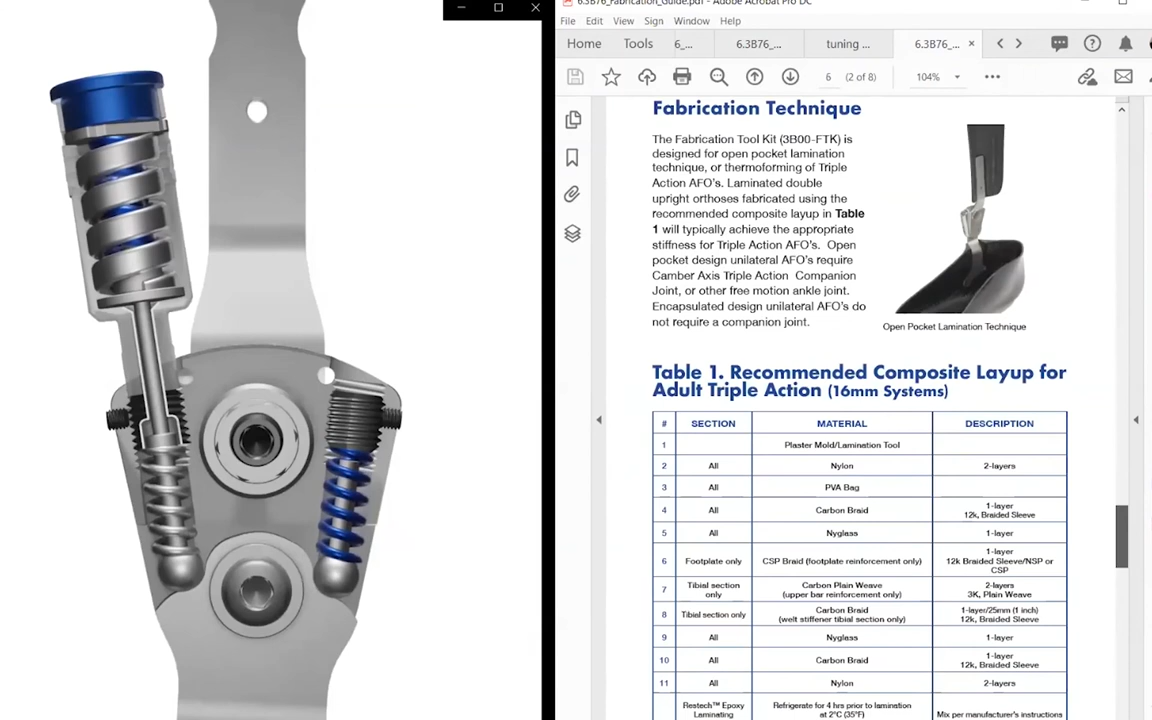 6.3B76_Fabrication_Guide.pdf - Adobe Acrobat Pro DC
File Edit View Sign Window Help
Home Tools 6_... 6.3B76_... tuning ... 6.3B76_... ×
6 (2 of 8) 104%
Fabrication Technique
The Fabrication Tool Kit (3B00-FTK) is
designed for open pocket lamination
technique, or thermoforming of Triple
Action AFO's. Laminated double
upright orthoses fabricated using the
recommended composite layup in Table
1 will typically achieve the appropriate
stiffness for Triple Action AFO's. Open
pocket design unilateral AFO's require
Camber Axis Triple Action Companion
Joint, or other free motion ankle joint.
Encapsulated design unilateral AFO's do
not require a companion joint.
Open Pocket Lamination Technique
Table 1. Recommended Composite Layup for
Adult Triple Action (16mm Systems)
# SECTION MATERIAL DESCRIPTION
1 Plaster Mold/Lamination Tool
2 All Nylon 2-layers
3 All PVA Bag
4 All Carbon Braid 1-layer
12k, Braided Sleeve
5 All Nyglass 1-layer
6 Footplate only CSP Braid (footplate reinforcement only) 1-layer
12k Braided Sleeve/NSP or
CSP
7 Tibial section only Carbon Plain Weave 2-layers
(upper bar reinforcement only) 3K, Plain Weave
8 Tibial section only Carbon Braid 1-layer/25mm (1 inch)
(welt stiffener tibial section only) 12k, Braided Sleeve
9 All Nyglass 1-layer
10 All Carbon Braid 1-layer
12k, Braided Sleeve
11 All Nylon 2-layers
Restech™ Epoxy Refrigerate for 4 hrs prior to lamination
Laminating at 2°C (35°F) Mix per manufacturer's instructions